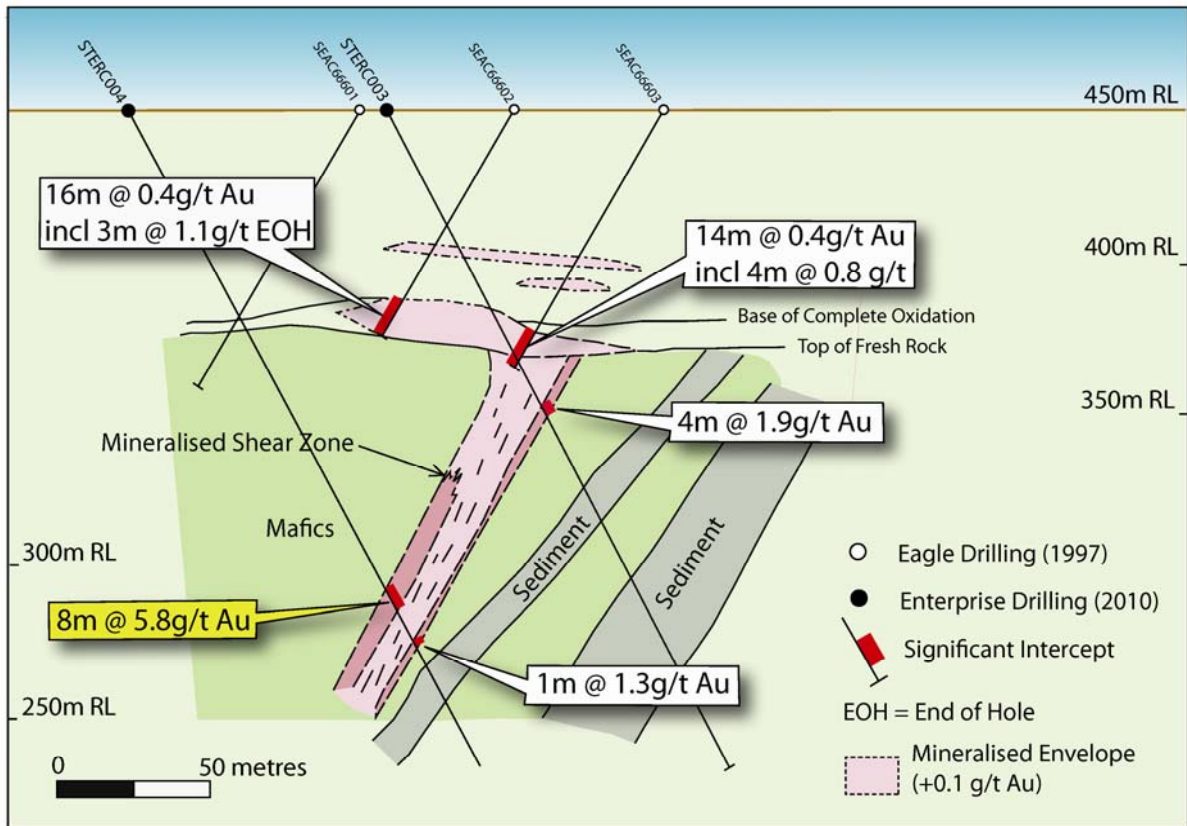 STERC004
SEAC66601
STERC003
SEAC66602
SEAC66603
450m RL
16m @ 0.4g/t Au
incl 3m @ 1.1g/t EOH
14m @ 0.4g/t Au
incl 4m @ 0.8 g/t
400m RL
Base of Complete Oxidation
Top of Fresh Rock
350m RL
4m @ 1.9g/t Au
Mineralised Shear Zone
Mafics
300m RL
Sediment
Sediment
8m @ 5.8g/t Au
1m @ 1.3g/t Au
250m RL
0 50 metres
Eagle Drilling (1997)
Enterprise Drilling (2010)
Significant Intercept
EOH = End of Hole
Mineralised Envelope
(+0.1 g/t Au)